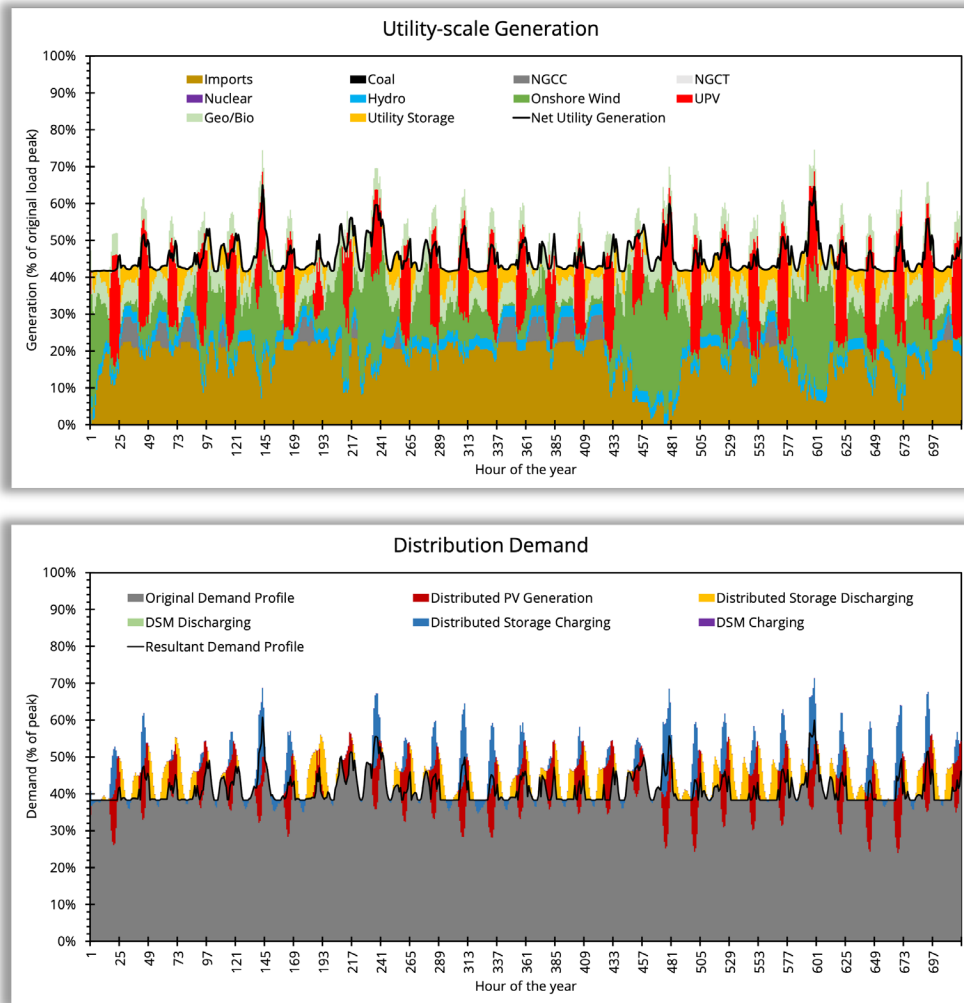 Utility-scale Generation
100%
90%
80%
70%
60%
50%
40%
30%
20%
10%
0%
Generation (% of original load peak)
Imports Coal NGCC NGCT
Nuclear Hydro Onshore Wind UPV
Geo/Bio Utility Storage Net Utility Generation
1 25 49 73 97 121 145 169 193 217 241 265 289 313 337 361 385 409 433 457 481 505 529 553 577 601 625 649 673 697
Hour of the year
Distribution Demand
100%
90%
80%
70%
60%
50%
40%
30%
20%
10%
0%
Demand (% of peak)
Original Demand Profile Distributed PV Generation Distributed Storage Discharging
DSM Discharging Distributed Storage Charging DSM Charging
Resultant Demand Profile
1 25 49 73 97 121 145 169 193 217 241 265 289 313 337 361 385 409 433 457 481 505 529 553 577 601 625 649 673 697
Hour of the year